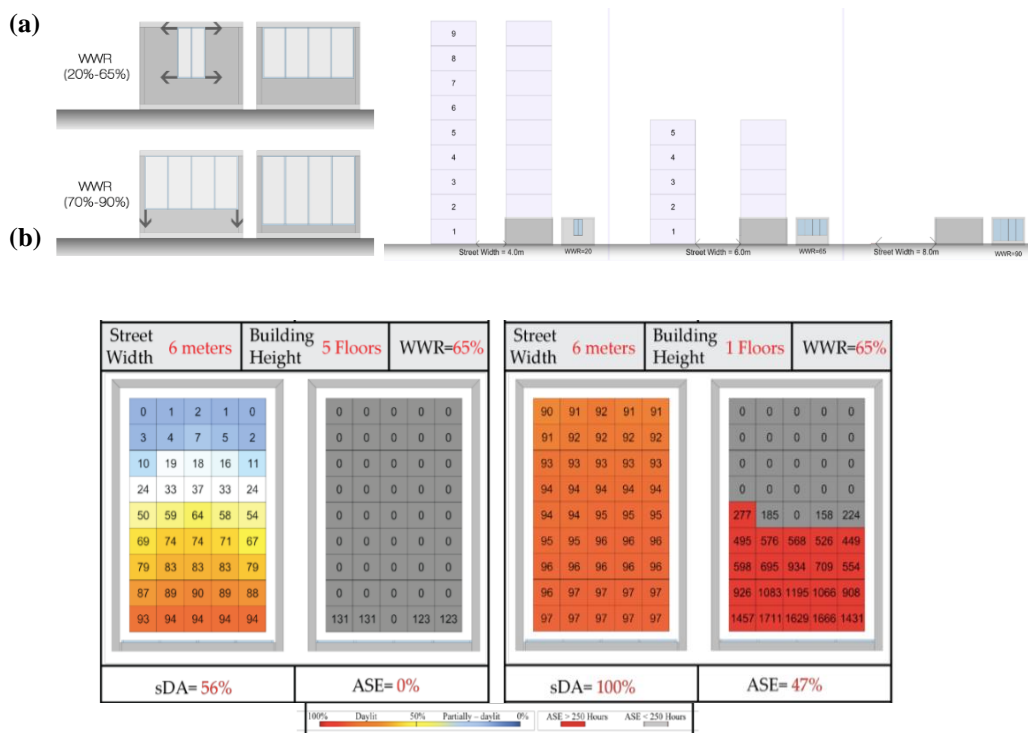 (a)
WWR
(20%-65%)
WWR
(70%-90%)
(b)
9
8
7
6
5
4
3
2
1
Street Width = 4.0m
WWR=20
5
4
3
2
1
Street Width = 6.0m
WWR=65
Street Width = 8.0m
WWR=90
Street Width 6 meters Building Height 5 Floors WWR=65%
0 1 2 1 0
3 4 7 5 2
10 19 18 16 11
24 33 37 33 24
50 59 64 58 54
69 74 74 71 67
79 83 83 83 79
87 89 90 89 88
93 94 94 94 94
0 0 0 0 0
0 0 0 0 0
0 0 0 0 0
0 0 0 0 0
0 0 0 0 0
0 0 0 0 0
0 0 0 0 0
0 0 0 0 0
131 131 0 123 123
sDA= 56% ASE= 0%
Street Width 6 meters Building Height 1 Floors WWR=65%
90 91 92 91 91
91 92 92 92 92
93 93 93 93 93
94 94 94 94 94
94 94 95 95 95
95 95 96 96 96
96 96 96 96 96
96 97 97 97 96
97 97 97 97 97
0 0 0 0 0
0 0 0 0 0
0 0 0 0 0
0 0 0 0 0
277 185 0 158 224
495 576 568 526 449
598 695 934 709 554
926 1083 1195 1066 908
1457 1711 1629 1666 1431
sDA= 100% ASE= 47%
100% Daylit 50% Partially – daylit 0%
ASE > 250 Hours ASE < 250 Hours